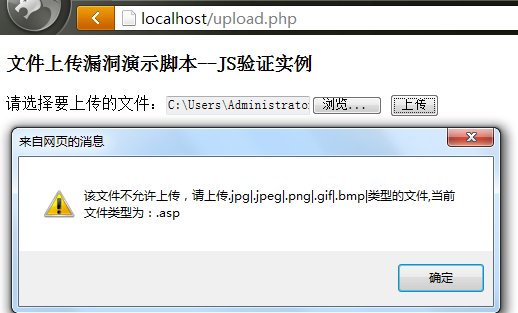 localhost/upload.php
文件上传漏洞演示脚本--JS验证实例
请选择要上传的文件：C:\Users\Administrato 浏览... 上传
来自网页的消息
该文件不允许上传，请上传.jpg|.jpeg|.png|.gif|.bmp|类型的文件,当前
文件类型为：.asp
确定